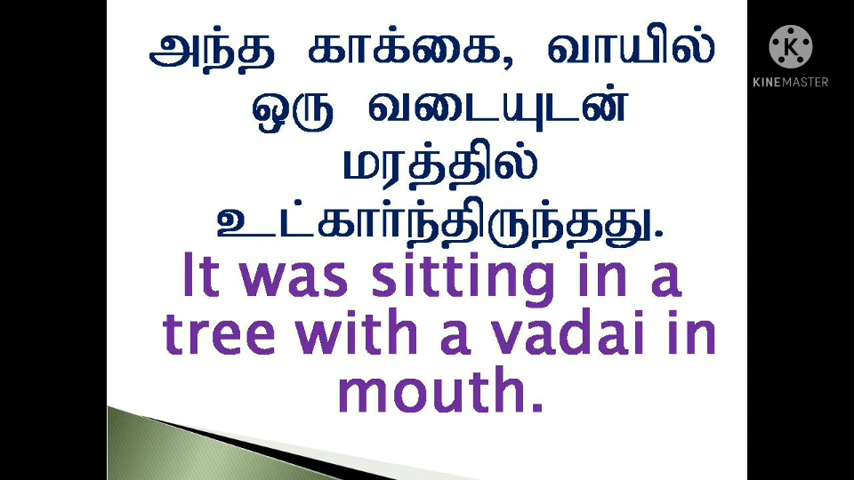 அந்த காக்கை, வாயில்
ஒரு வடையுடன்
மரத்தில்
உட்கார்ந்திருந்தது.
It was sitting in a
tree with a vadai in
mouth.
K
KINEMASTER